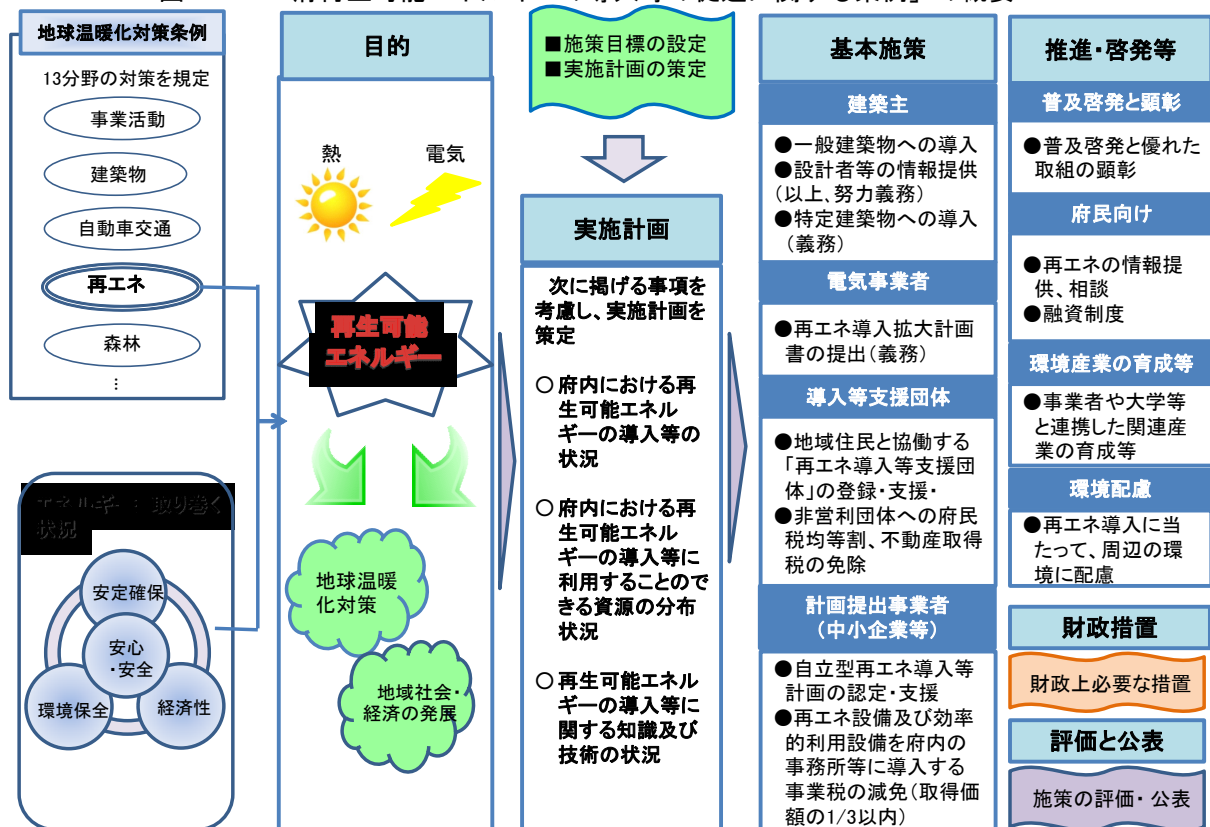 地球温暖化対策条例
13分野の対策を規定
事業活動
建築物
自動車交通
再エネ
森林
…
取り巻く
状況
安定確保
安心
・安全
環境保全
経済性
目的
熱
電気
再生可能
エネルギー
地球温暖
化対策
地域社会・
経済の発展
■施策目標の設定
■実施計画の策定
実施計画
次に掲げる事項を
考慮し、実施計画を
策定
○府内における再
生可能エネル
ギーの導入等の
状況
○府内における再
生可能エネル
ギーの導入等に
利用することので
きる資源の分布
状況
○再生可能エネル
ギーの導入等に
関する知識及び
技術の状況
基本施策
建築主
●一般建築物への導入
●設計者等の情報提供
(以上、努力義務)
●特定建築物への導入
(義務)
電気事業者
●再エネ導入拡大計画
書の提出(義務)
導入等支援団体
●地域住民と協働する
「再エネ導入等支援団
体」の登録・支援・
●非営利団体への府民
税均等割、不動産取得
税の免除
計画提出事業者
(中小企業等)
●自立型再エネ導入等
計画の認定・支援
●再エネ設備及び効率
的利用設備を府内の
事務所等に導入する
事業税の減免(取得価
額の1/3以内)
推進・啓発等
普及啓発と顕彰
●普及啓発と優れた
取組の顕彰
府民向け
●再エネの情報提
供、相談
●融資制度
環境産業の育成等
●事業者や大学等
と連携した関連産
業の育成等
環境配慮
●再エネ導入に当
たって、周辺の環
境に配慮
財政措置
財政上必要な措置
評価と公表
施策の評価・公表